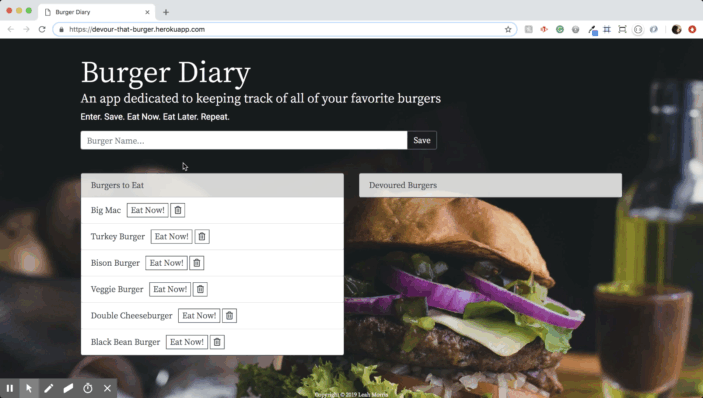 Burger Diary
https://devour-that-burger.herokuapp.com
Burger Diary
An app dedicated to keeping track of all of your favorite burgers
Enter. Save. Eat Now. Eat Later. Repeat.
Burger Name... Save
Burgers to Eat
Big Mac Eat Now!
Turkey Burger Eat Now!
Bison Burger Eat Now!
Veggie Burger Eat Now!
Double Cheeseburger Eat Now!
Black Bean Burger Eat Now!
Devoured Burgers
Copyright © 2019 Leah Morris